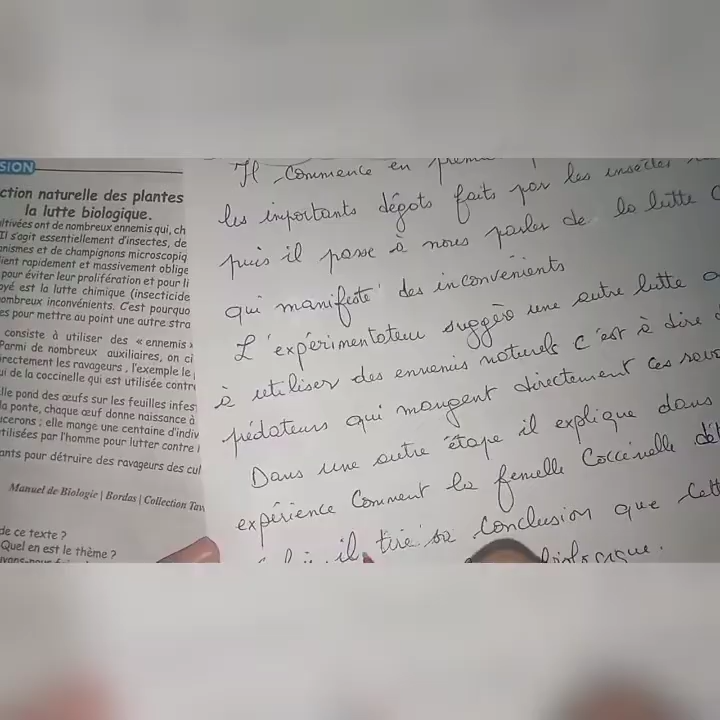 SION
ction naturelle des plantes
la lutte biologique.
ultivées ont de nombreux ennemis qui, ch
Il s'agit essentiellement d'insectes, de
anismes et de champignons microscopiq
ient rapidement et massivement oblige
pour éviter leur prolifération et pour li
oyé est la lutte chimique (insecticide
ombreux inconvénients. C'est pourquo
es pour mettre au point une autre stra
consiste à utiliser des « ennemis
Parmi de nombreux auxiliaires, on ci
irectement les ravageurs, l'exemple le
ui de la coccinelle qui est utilisée contr
lle pond des œufs sur les feuilles infes
la ponte, chaque œuf donne naissance à
ucerons ; elle mange une centaine d'indiv
tilisées par l'homme pour lutter contre
ants pour détruire des ravageurs des cul
Manuel de Biologie | Bordas | Collection Tav
de ce texte ?
Quel en est le thème ?
Il commence en
les importants dégats faits par les insectes
puis il passe à nous parler de la lutte
qui manifeste des inconvénients
L'expérimentateur suggère une autre lutte
à utiliser des ennemis naturels c'est à dire
prédateurs qui mangent directement ces
Dans une autre étape il explique dans
expérience Comment la femelle Coccinelle
il tire sa conclusion que
biologique.